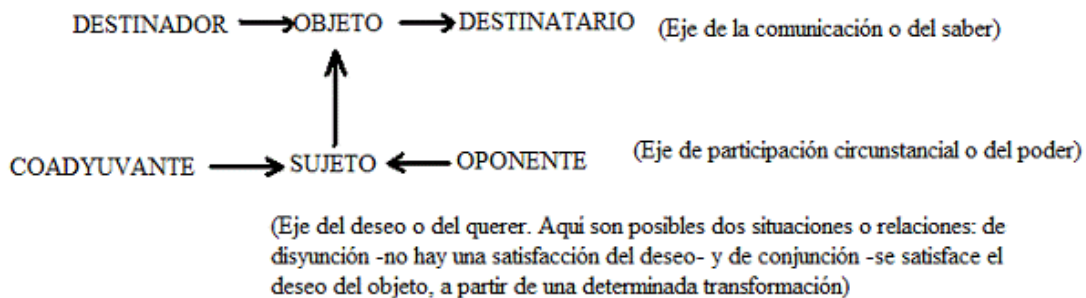 DESTINADOR OBJETO DESTINATARIO (Eje de la comunicación o del saber)
COADYUVANTE SUJETO OPONENTE (Eje de participación circunstancial o del poder)
(Eje del deseo o del querer. Aquí son posibles dos situaciones o relaciones: de
disyunción -no hay una satisfacción del deseo- y de conjunción -se satisface el
deseo del objeto, a partir de una determinada transformación)